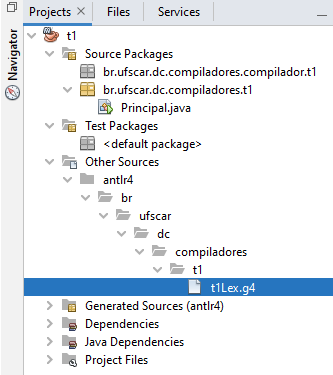 Projects
Files
Services
Navigator
t1
Source Packages
br.ufscar.dc.compiladores.compilador.t1
br.ufscar.dc.compiladores.t1
Principal.java
Test Packages
<default package>
Other Sources
antlr4
br
ufscar
dc
compiladores
t1
t1Lex.g4
Generated Sources (antlr4)
Dependencies
Java Dependencies
Project Files